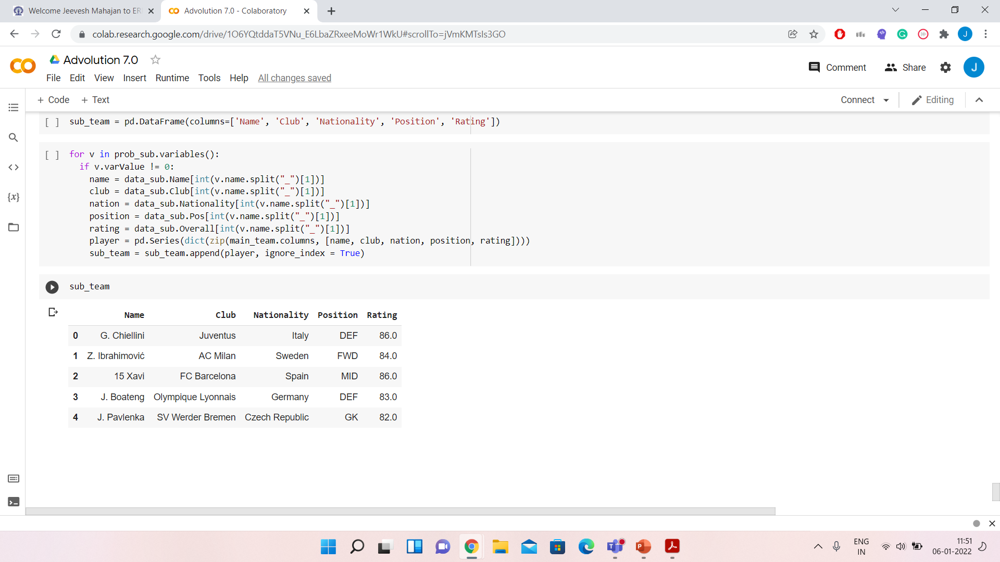 Welcome Jeevesh Mahajan to ER
Advolution 7.0 - Colaboratory
colab.research.google.com/drive/1O6YQtddaT5VNu_E6LbaZRxeeMoWr1WkU#scrollTo=jVmKMTsIs3GO
J
Advolution 7.0
Comment
Share
J
File Edit View Insert Runtime Tools Help All changes saved
+ Code + Text
Connect
Editing
[ ] sub_team = pd.DataFrame(columns=['Name', 'Club', 'Nationality', 'Position', 'Rating'])
[ ] for v in prob_sub.variables():
if v.varValue != 0:
name = data_sub.Name[int(v.name.split("_")[1])]
club = data_sub.Club[int(v.name.split("_")[1])]
nation = data_sub.Nationality[int(v.name.split("_")[1])]
position = data_sub.Pos[int(v.name.split("_")[1])]
rating = data_sub.Overall[int(v.name.split("_")[1])]
player = pd.Series(dict(zip(main_team.columns, [name, club, nation, position, rating])))
sub_team = sub_team.append(player, ignore_index = True)
sub_team
Name Club Nationality Position Rating
0 G. Chiellini Juventus Italy DEF 86.0
1 Z. Ibrahimović AC Milan Sweden FWD 84.0
2 15 Xavi FC Barcelona Spain MID 86.0
3 J. Boateng Olympique Lyonnais Germany DEF 83.0
4 J. Pavlenka SV Werder Bremen Czech Republic GK 82.0
{x}
ENG
IN
11:51
06-01-2022